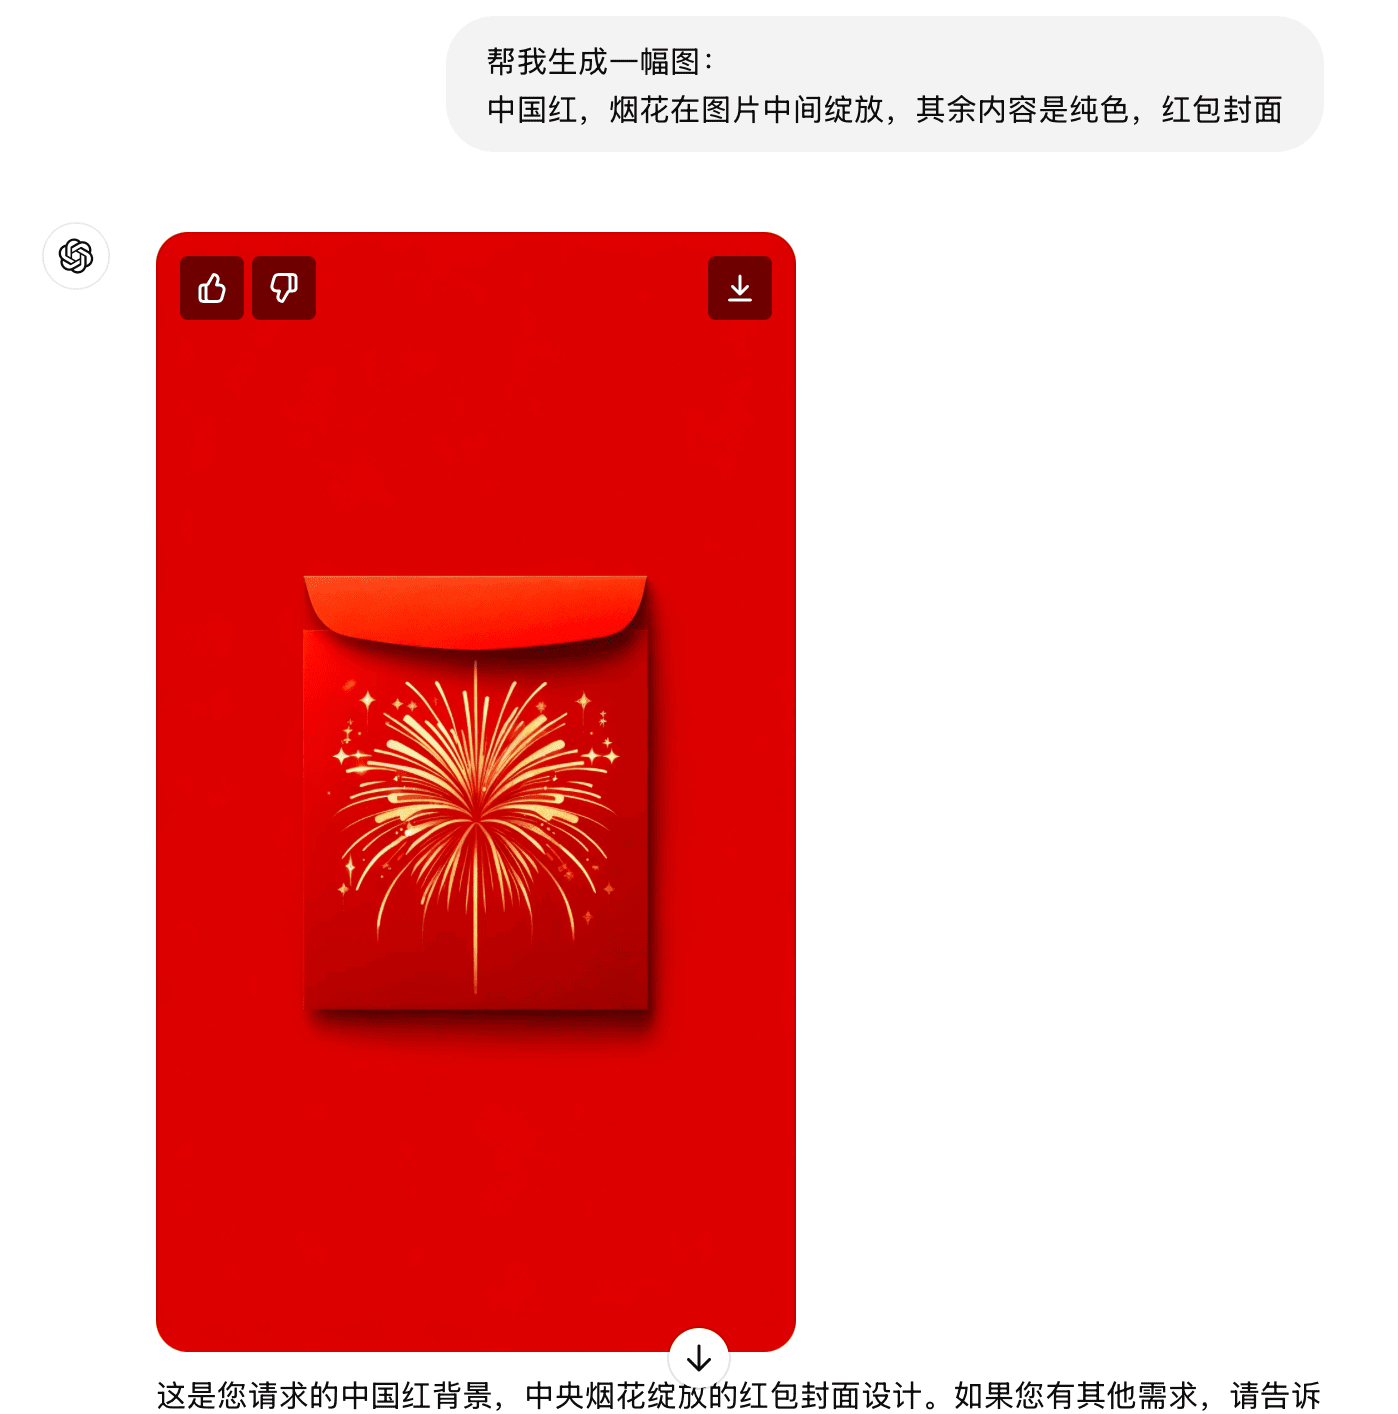 帮我生成一幅图：
中国红，烟花在图片中间绽放，其余内容是纯色，红包封面
这是您请求的中国红背景，中央烟花绽放的红包封面设计。如果您有其他需求，请告诉